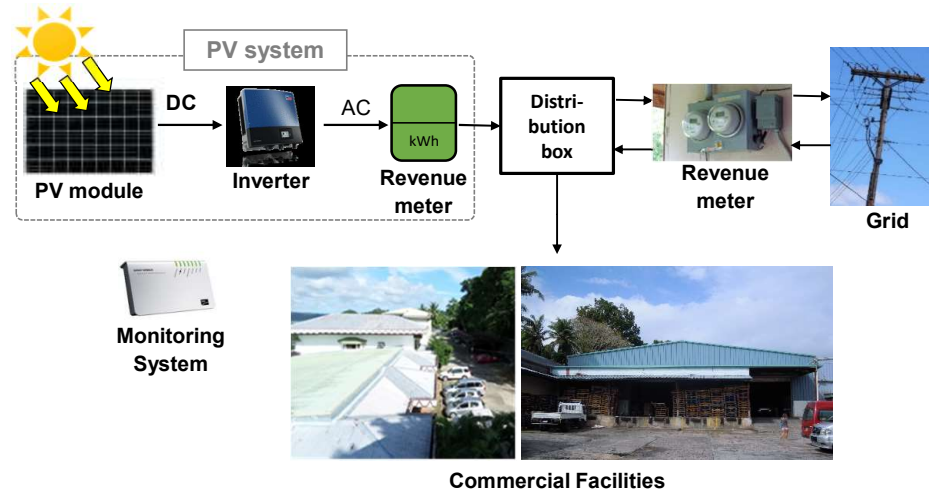 PV system
DC
AC
kWh
PV module
Inverter
Revenue
meter
Distri-
bution
box
Revenue
meter
Grid
Monitoring
System
Commercial Facilities